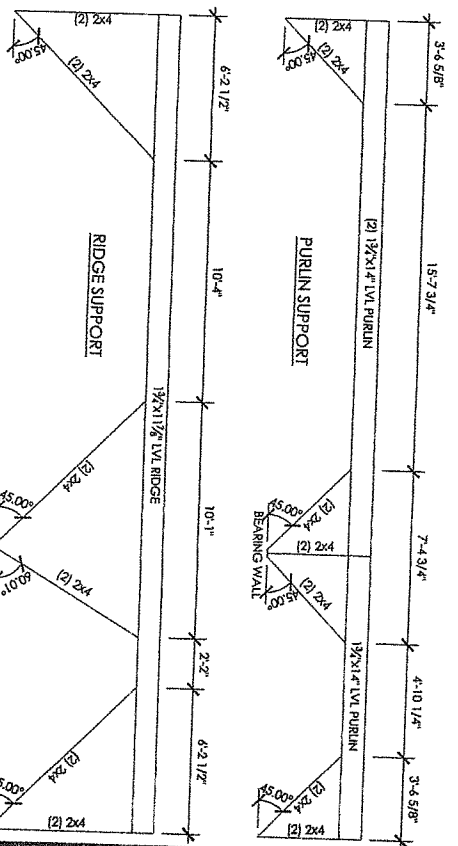 3'-6 5/8"
15'-7 3/4"
7'-4 3/4"
4'-10 1/4"
3'-6 5/8"
(2) 2x4
(2) 2x4
45.00°
(2) 1¾"x14" LVL PURLIN
PURLIN SUPPORT
(2) 2x4
45.00°
BEARING WALL
(2) 2x4
(2) 2x4
45.00°
1¾"x14" LVL PURLIN
(2) 2x4
45.00°
(2) 2x4
6'-2 1/2"
10'-4"
10'-1"
2'-2"
6'-2 1/2"
(2) 2x4
(2) 2x4
45.00°
RIDGE SUPPORT
1¾"x11⅞" LVL RIDGE
(2) 2x4
45.00°
(2) 2x4
60.01°
(2) 2x4
45.00°
(2) 2x4